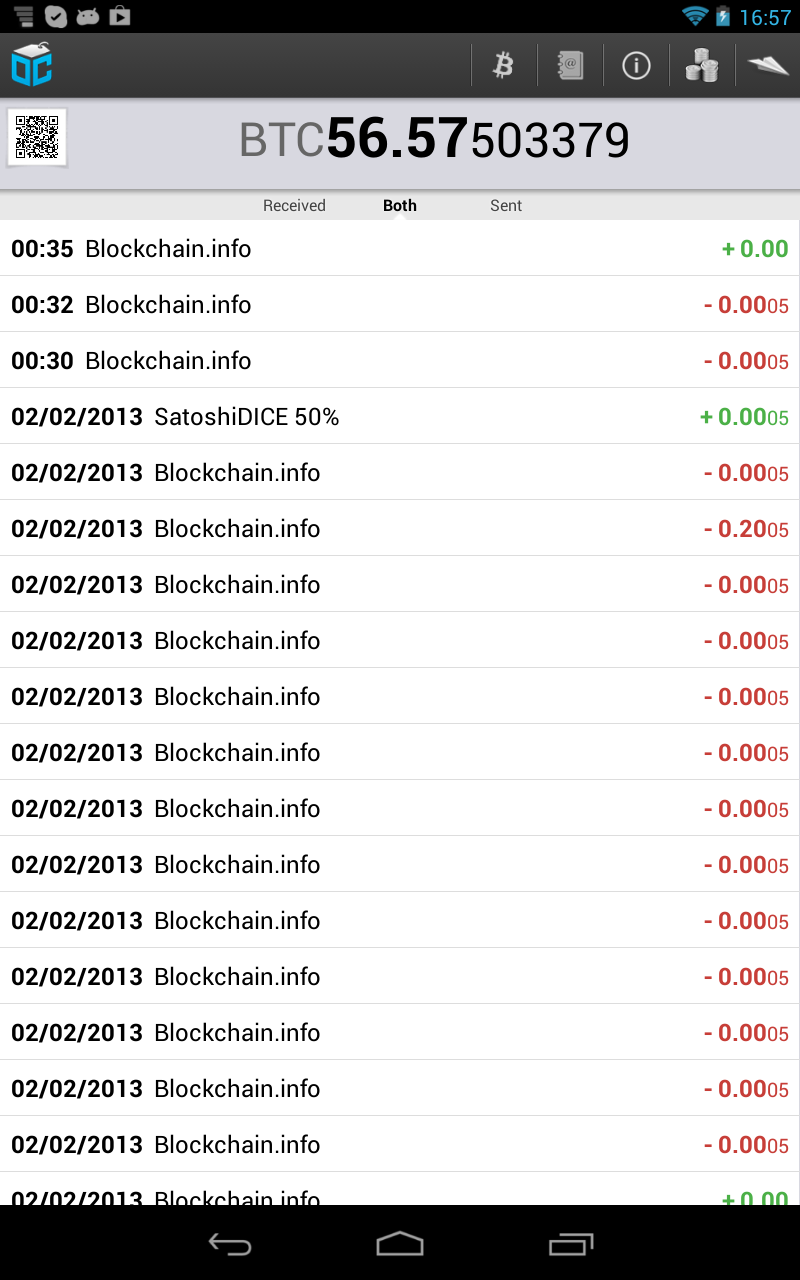 16:57
BTC56.57503379
Received Both Sent
00:35 Blockchain.info + 0.00
00:32 Blockchain.info - 0.0005
00:30 Blockchain.info - 0.0005
02/02/2013 SatoshiDICE 50% + 0.0005
02/02/2013 Blockchain.info - 0.0005
02/02/2013 Blockchain.info - 0.2005
02/02/2013 Blockchain.info - 0.0005
02/02/2013 Blockchain.info - 0.0005
02/02/2013 Blockchain.info - 0.0005
02/02/2013 Blockchain.info - 0.0005
02/02/2013 Blockchain.info - 0.0005
02/02/2013 Blockchain.info - 0.0005
02/02/2013 Blockchain.info - 0.0005
02/02/2013 Blockchain.info - 0.0005
02/02/2013 Blockchain.info - 0.0005
02/02/2013 Blockchain.info - 0.0005
02/02/2013 Blockchain.info - 0.0005
02/02/2013 Blockchain.info + 0.00